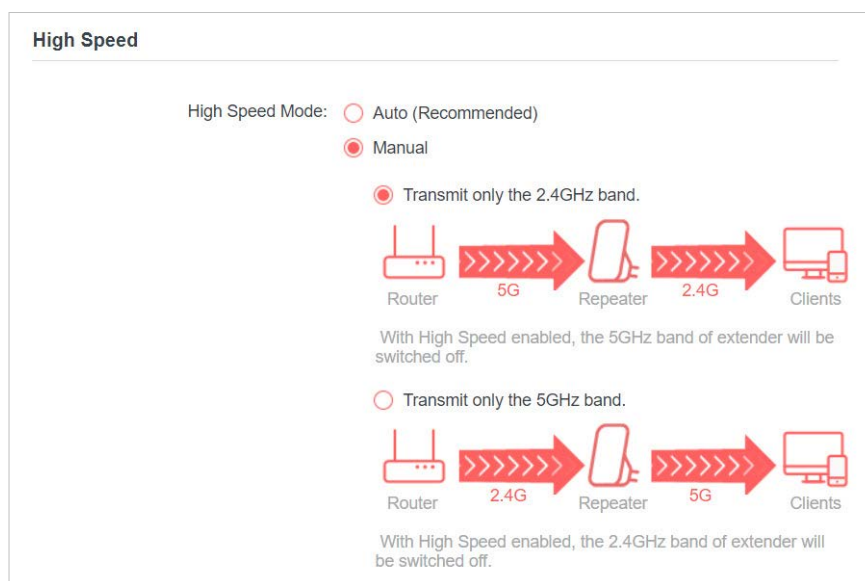 High Speed
High Speed Mode: Auto (Recommended)
Manual
Transmit only the 2.4GHz band.
5G 2.4G
Router Repeater Clients
With High Speed enabled, the 5GHz band of extender will be
switched off.
Transmit only the 5GHz band.
2.4G 5G
Router Repeater Clients
With High Speed enabled, the 2.4GHz band of extender will
be switched off.